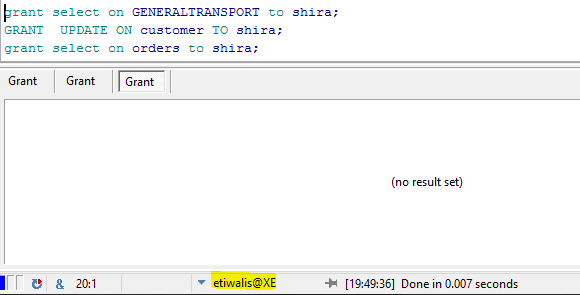 grant select on GENERALTRANSPORT to shira;
GRANT  UPDATE ON customer TO shira;
grant select on orders to shira;
Grant Grant Grant
(no result set)
& 20:1 etiwalis@XE [19:49:36] Done in 0.007 seconds